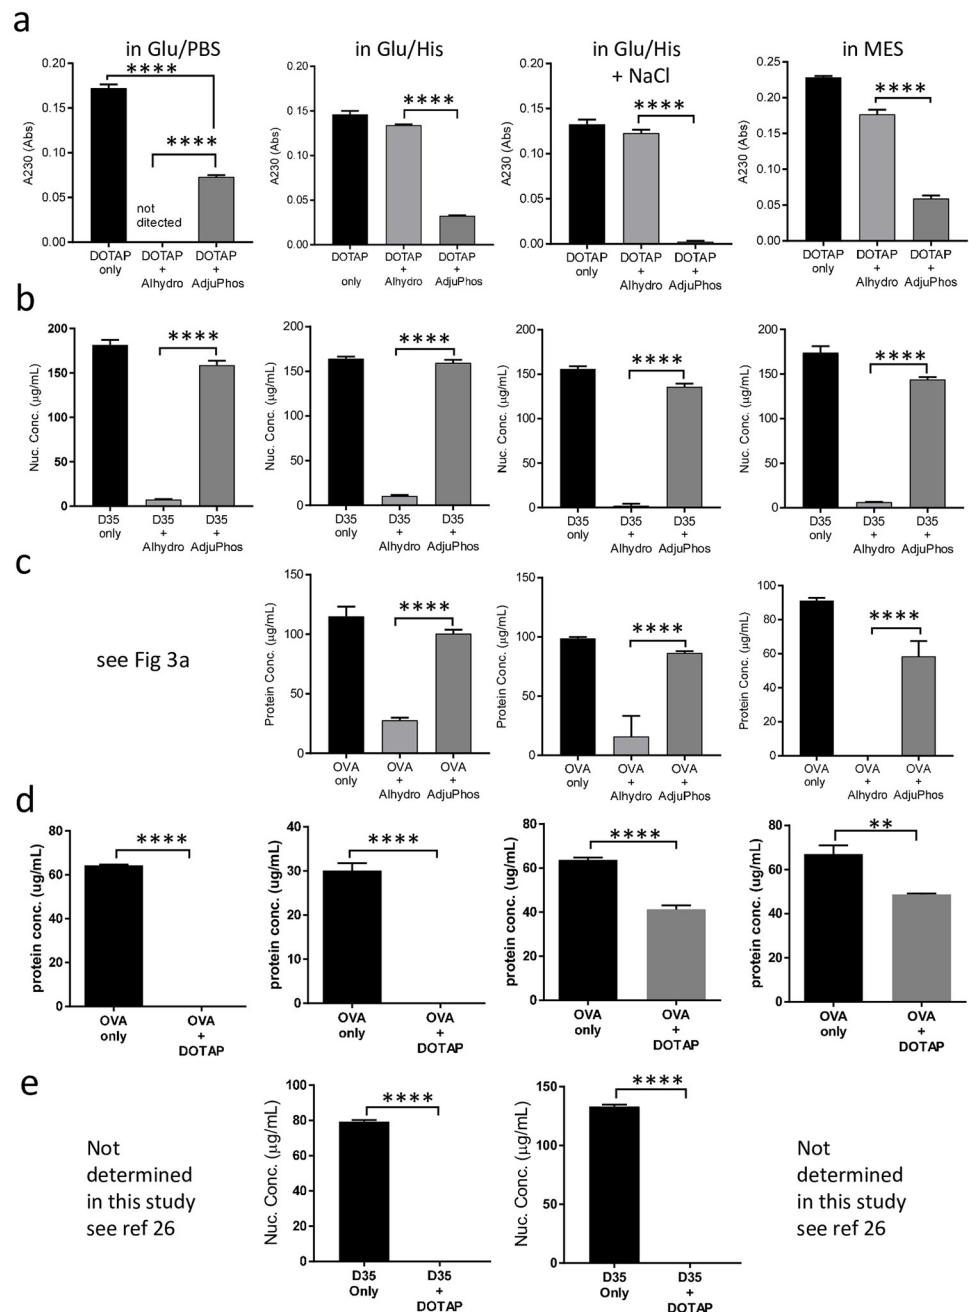 a
in Glu/PBS
in Glu/His
in Glu/His
+ NaCl
in MES
A230 (Abs)
0.20
0.15
0.10
0.05
0.00
****
****
not
ditected
DOTAP
only
DOTAP
+
Alhydro
DOTAP
+
AdjuPhos
A230 (Abs)
0.20
0.15
0.10
0.05
0.00
****
DOTAP
only
DOTAP
+
Alhydro
DOTAP
+
AdjuPhos
A230 (Abs)
0.20
0.15
0.10
0.05
0.00
****
DOTAP
only
DOTAP
+
Alhydro
DOTAP
+
AdjuPhos
A230 (Abs)
0.25
0.20
0.15
0.10
0.05
0.00
****
DOTAP
only
DOTAP
+
Alhydro
DOTAP
+
AdjuPhos
b
Nuc. Conc. (µg/mL)
200
150
100
50
0
****
D35
only
D35
+
Alhydro
D35
+
AdjuPhos
Nuc. Conc. (µg/mL)
200
150
100
50
0
****
D35
only
D35
+
Alhydro
D35
+
AdjuPhos
Nuc. Conc. (µg/mL)
200
150
100
50
0
****
D35
only
D35
+
Alhydro
D35
+
AdjuPhos
Nuc. Conc. (µg/mL)
200
150
100
50
0
****
D35
only
D35
+
Alhydro
D35
+
AdjuPhos
c
see Fig 3a
Protein Conc. (µg/mL)
150
100
50
0
****
OVA
only
OVA
+
Alhydro
OVA
+
AdjuPhos
Protein Conc. (µg/mL)
150
100
50
0
****
OVA
only
OVA
+
Alhydro
OVA
+
AdjuPhos
Protein Conc. (µg/mL)
100
80
60
40
20
0
****
OVA
only
OVA
+
Alhydro
OVA
+
AdjuPhos
d
protein conc. (ug/mL)
80
60
40
20
0
****
OVA
only
OVA
+
DOTAP
protein conc. (ug/mL)
40
30
20
10
0
****
OVA
only
OVA
+
DOTAP
protein conc. (ug/mL)
80
60
40
20
0
****
OVA
only
OVA
+
DOTAP
protein conc. (ug/mL)
80
60
40
20
0
**
OVA
only
OVA
+
DOTAP
e
Not
determined
in this study
see ref 26
Nuc. Conc. (µg/mL)
80
60
40
20
0
****
D35
Only
D35
+
DOTAP
Nuc. Conc. (µg/mL)
150
100
50
0
****
D35
Only
D35
+
DOTAP
Not
determined
in this study
see ref 26